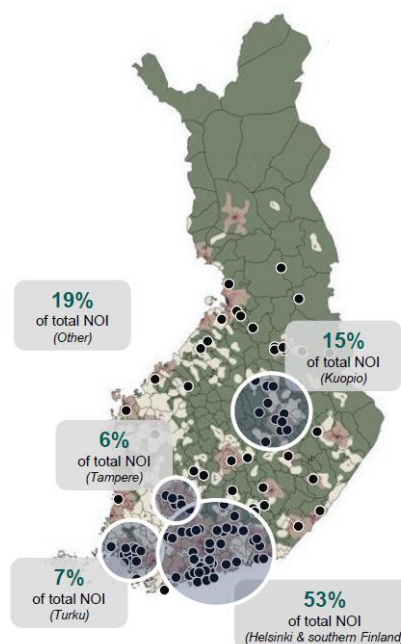 19%
of total NOI
(Other)
15%
of total NOI
(Kuopio)
6%
of total NOI
(Tampere)
7%
of total NOI
(Turku)
53%
of total NOI
(Helsinki & southern Finland)